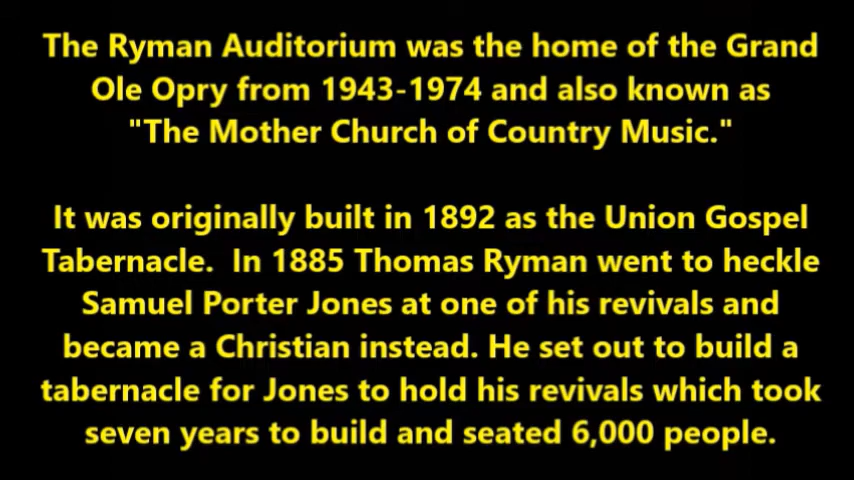 The Ryman Auditorium was the home of the Grand
Ole Opry from 1943-1974 and also known as
"The Mother Church of Country Music."
It was originally built in 1892 as the Union Gospel
Tabernacle.  In 1885 Thomas Ryman went to heckle
Samuel Porter Jones at one of his revivals and
became a Christian instead. He set out to build a
tabernacle for Jones to hold his revivals which took
seven years to build and seated 6,000 people.